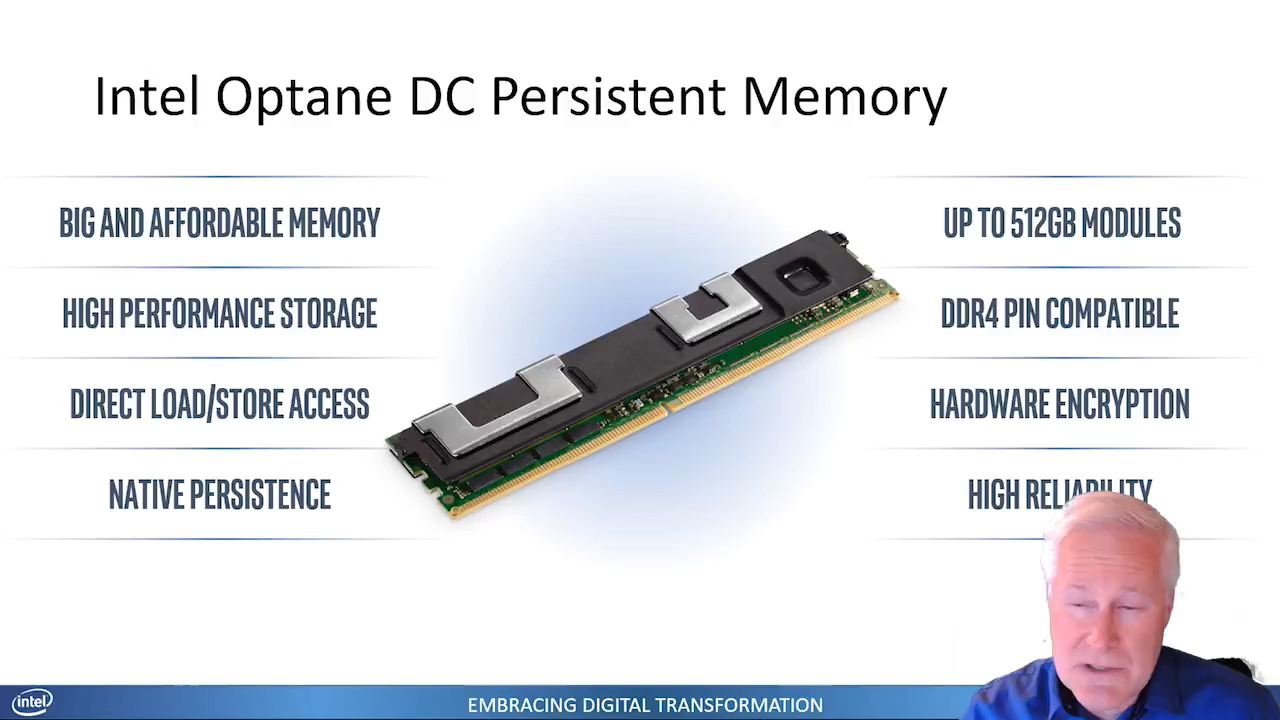 Intel Optane DC Persistent Memory
BIG AND AFFORDABLE MEMORY
HIGH PERFORMANCE STORAGE
DIRECT LOAD/STORE ACCESS
NATIVE PERSISTENCE
UP TO 512GB MODULES
DDR4 PIN COMPATIBLE
HARDWARE ENCRYPTION
HIGH RELIABILITY
intel
EMBRACING DIGITAL TRANSFORMATION